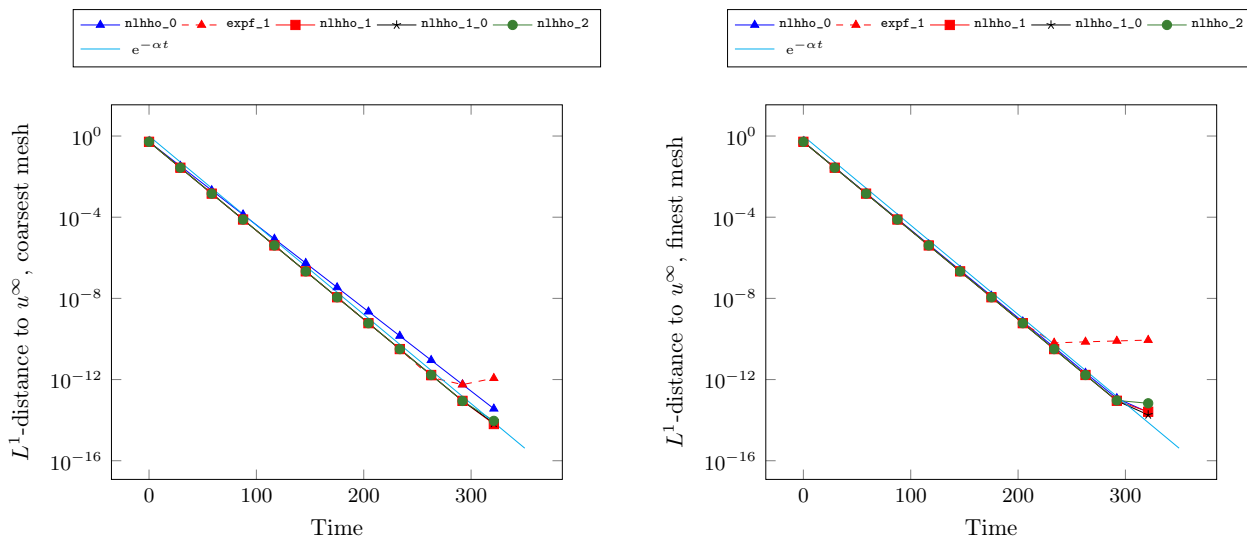 nlhho_0 expf_1 nlhho_1 nlhho_1_0 nlhho_2
e^{−αt}
L¹-distance to u^∞, coarsest mesh
10^0
10^−4
10^−8
10^−12
10^−16
0 100 200 300
Time
nlhho_0 expf_1 nlhho_1 nlhho_1_0 nlhho_2
e^{−αt}
L¹-distance to u^∞, finest mesh
10^0
10^−4
10^−8
10^−12
10^−16
0 100 200 300
Time